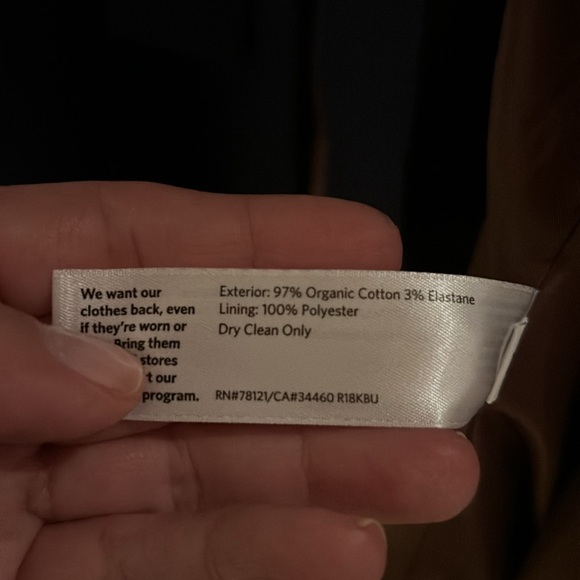 We want our
clothes back, even
if they're worn or
Bring them
stores
t our
program.
Exterior: 97% Organic Cotton 3% Elastane
Lining: 100% Polyester
Dry Clean Only
RN#78121/CA#34460 R18KBU